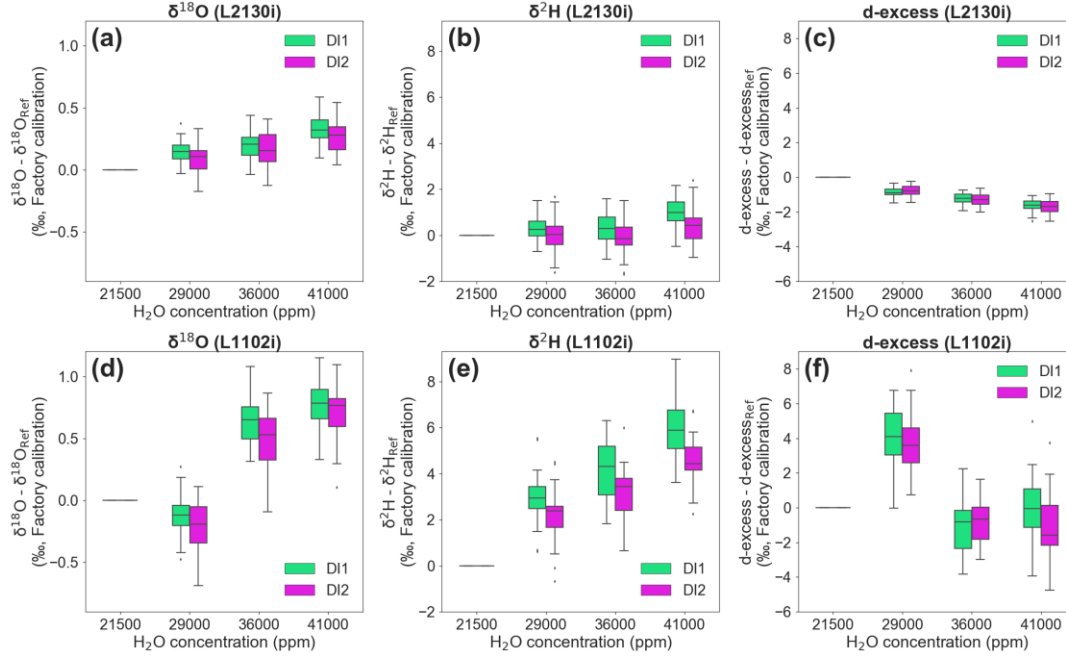 δ¹⁸O (L2130i)
(a)
DI1
DI2
1.0
0.5
0.0
−0.5
δ¹⁸O - δ¹⁸O_Ref
(‰, Factory calibration)
21500 29000 36000 41000
H₂O concentration (ppm)
δ²H (L2130i)
(b)
DI1
DI2
8
6
4
2
0
−2
δ²H - δ²H_Ref
(‰, Factory calibration)
21500 29000 36000 41000
H₂O concentration (ppm)
d-excess (L2130i)
(c)
DI1
DI2
8
6
4
2
0
−2
−4
−6
d-excess - d-excess_Ref
(‰, Factory calibration)
21500 29000 36000 41000
H₂O concentration (ppm)
δ¹⁸O (L1102i)
(d)
1.0
0.5
0.0
−0.5
δ¹⁸O - δ¹⁸O_Ref
(‰, Factory calibration)
DI1
DI2
21500 29000 36000 41000
H₂O concentration (ppm)
δ²H (L1102i)
(e)
8
6
4
2
0
−2
δ²H - δ²H_Ref
(‰, Factory calibration)
DI1
DI2
21500 29000 36000 41000
H₂O concentration (ppm)
d-excess (L1102i)
(f)
DI1
DI2
8
6
4
2
0
−2
−4
−6
d-excess - d-excess_Ref
(‰, Factory calibration)
21500 29000 36000 41000
H₂O concentration (ppm)